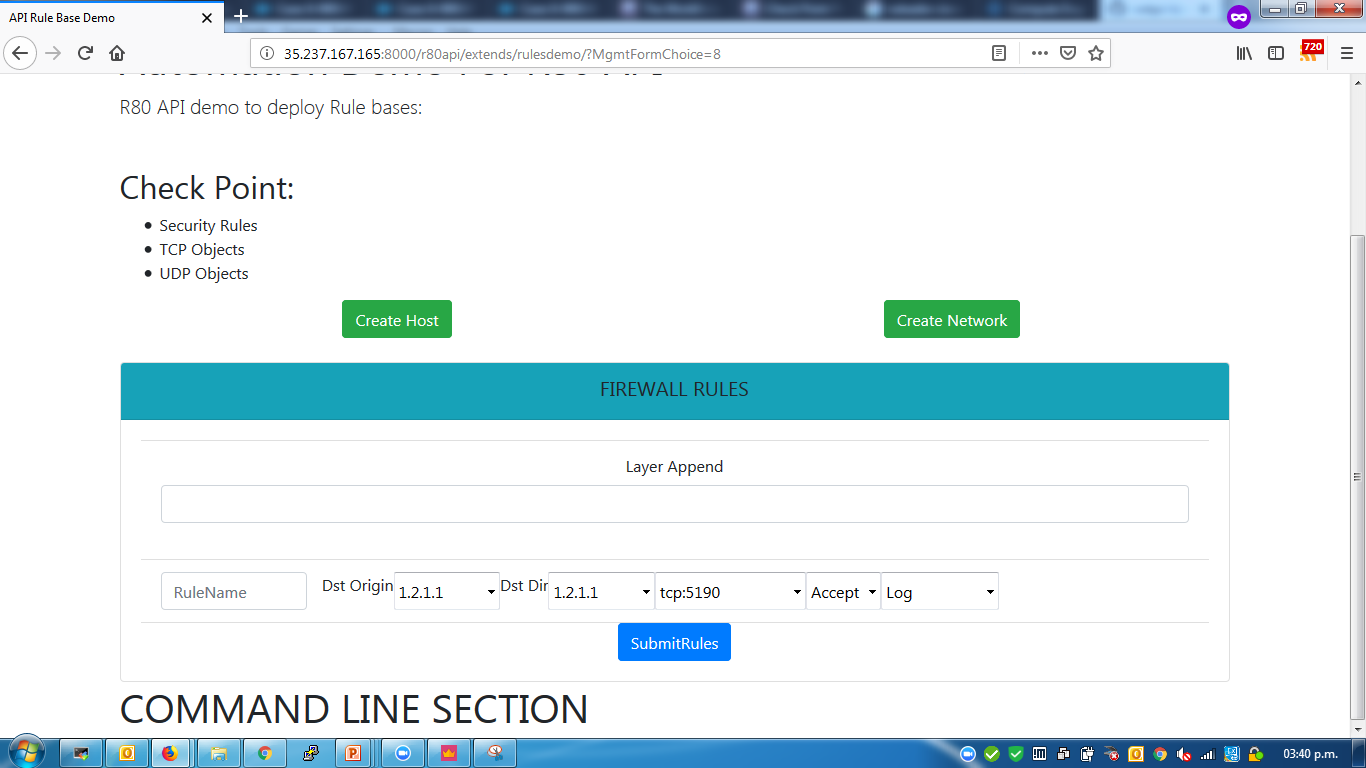 API Rule Base Demo
35.237.167.165:8000/r80api/extends/rulesdemo/?MgmtFormChoice=8
720
R80 API demo to deploy Rule bases:
Check Point:
Security Rules
TCP Objects
UDP Objects
Create Host
Create Network
FIREWALL RULES
Layer Append
RuleName
Dst Origin
1.2.1.1
Dst Dir
1.2.1.1
tcp:5190
Accept
Log
SubmitRules
COMMAND LINE SECTION
03:40 p.m.